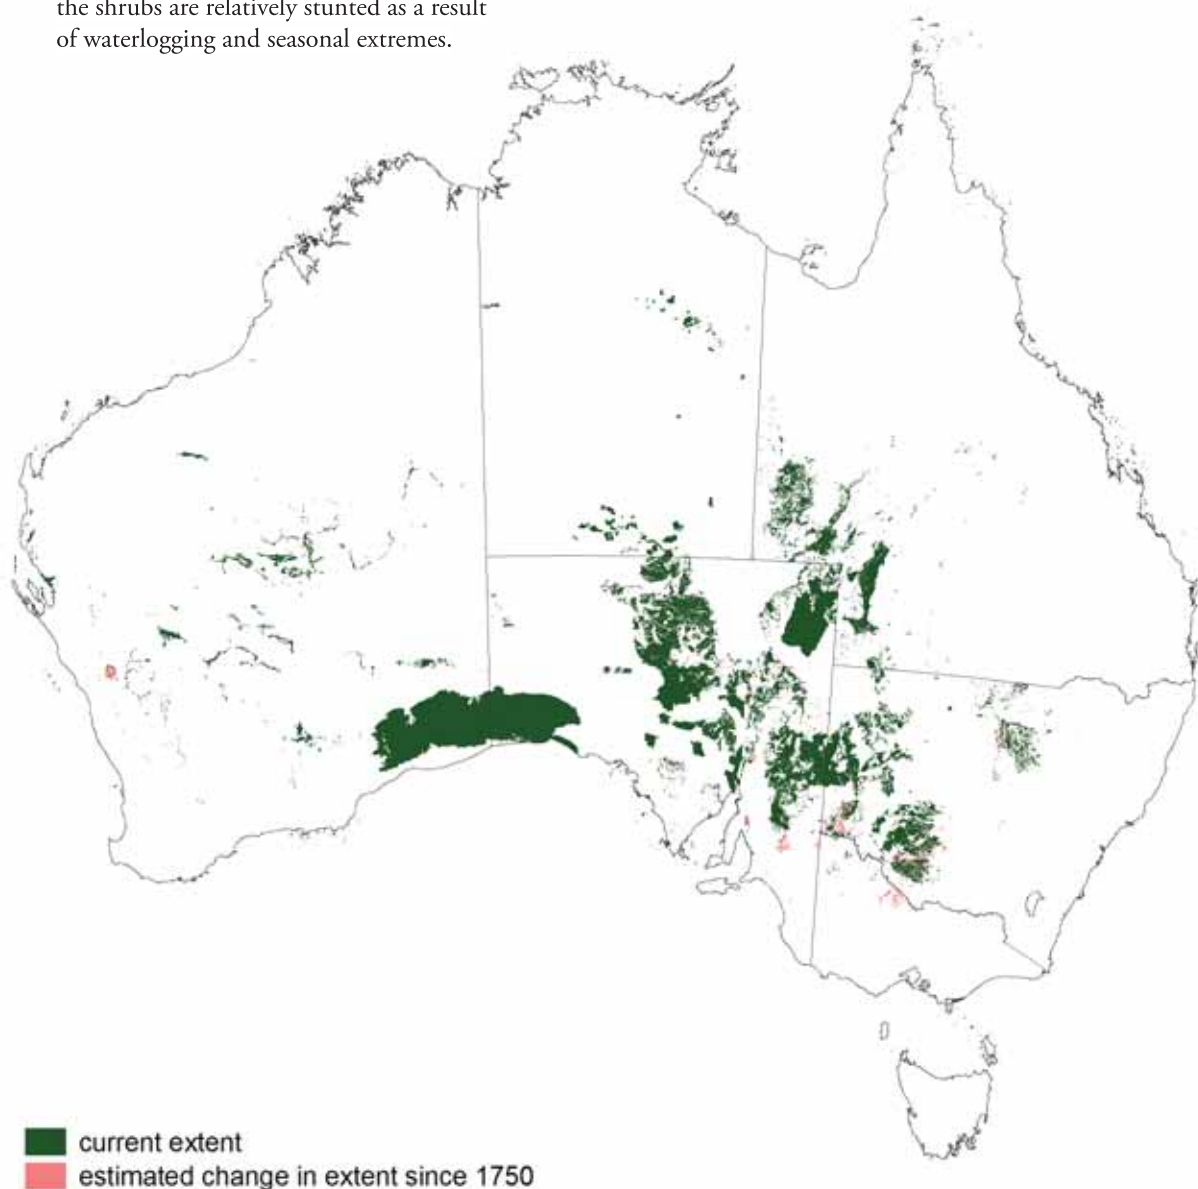 the shrubs are relatively stunted as a result
of waterlogging and seasonal extremes.
current extent
estimated change in extent since 1750